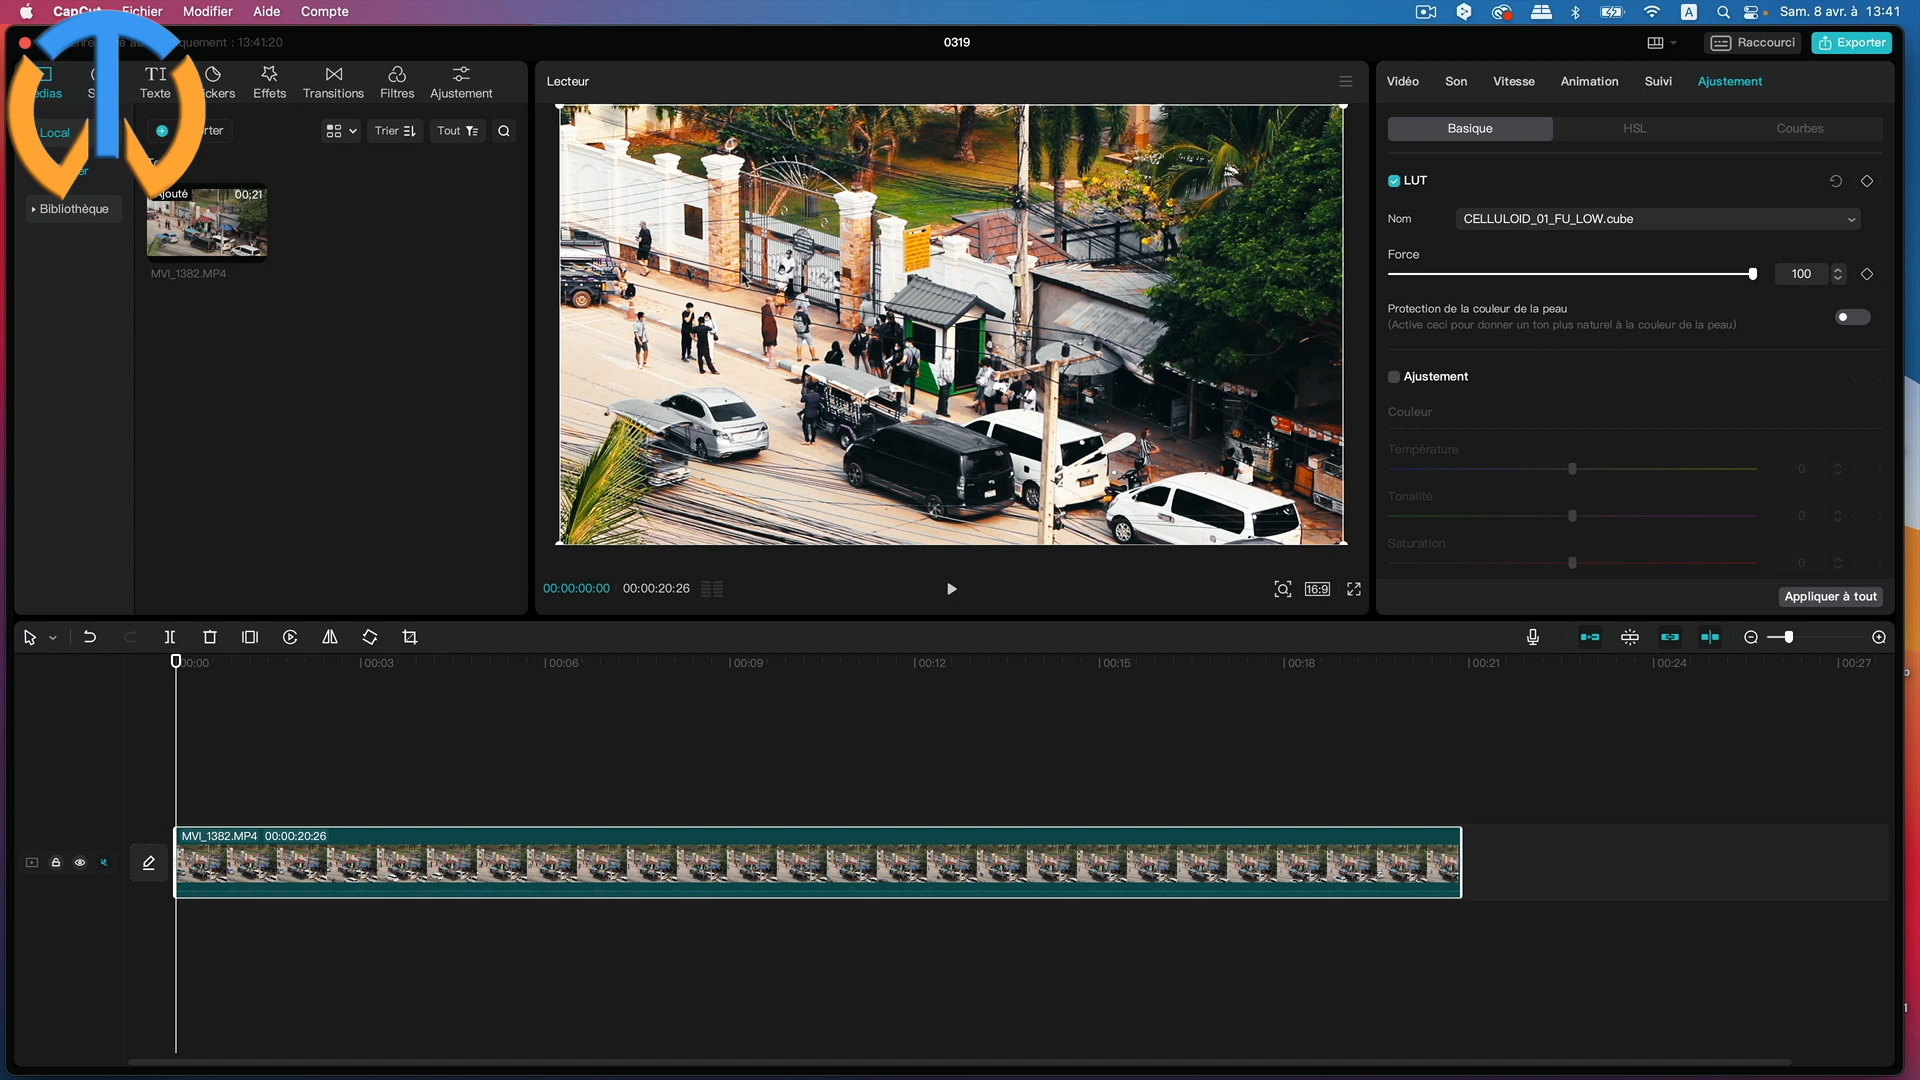 CapCut Fichier Modifier Aide Compte
A Sam. 8 avr. à 13:41
quement : 13:41:20
0319
Raccourci
Exporter
Texte
Effets
Transitions
Filtres
Ajustement
Local
Trier
Tout
Bibliothèque
00:21
MVI_1382.MP4
Lecteur
00:00:00:00 00:00:20:26
16:9
Vidéo Son Vitesse Animation Suivi Ajustement
Basique HSL Courbes
LUT
Nom CELLULOID_01_FU_LOW.cube
Force
100
Protection de la couleur de la peau
(Active ceci pour donner un ton plus naturel à la couleur de la peau)
Ajustement
Couleur
Température
0
Tonalité
0
Saturation
0
Appliquer à tout
00:00 00:03 00:06 00:09 00:12 00:15 00:18 00:21 00:24 00:27
MVI_1382.MP4 00:00:20:26